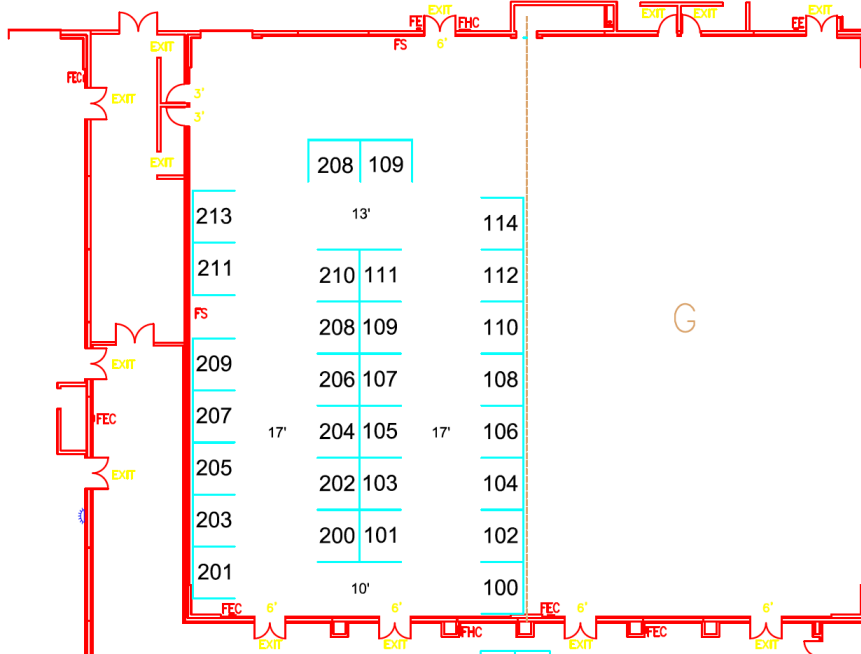 EXIT
FE FHC
EXIT EXIT
EXIT
FE
EXIT
FS
6'
FEC
EXIT
3'
3'
EXIT
208 109
213
13'
114
211
210 111
112
FS
208 109
110
G
EXIT
209
206 107
108
FEC
207
17'
204 105
17'
106
EXIT
205
202 103
104
203
200 101
102
201
10'
100
FEC
6'
6'
FEC
6'
6'
FHC
FEC
EXIT
EXIT
EXIT
EXIT